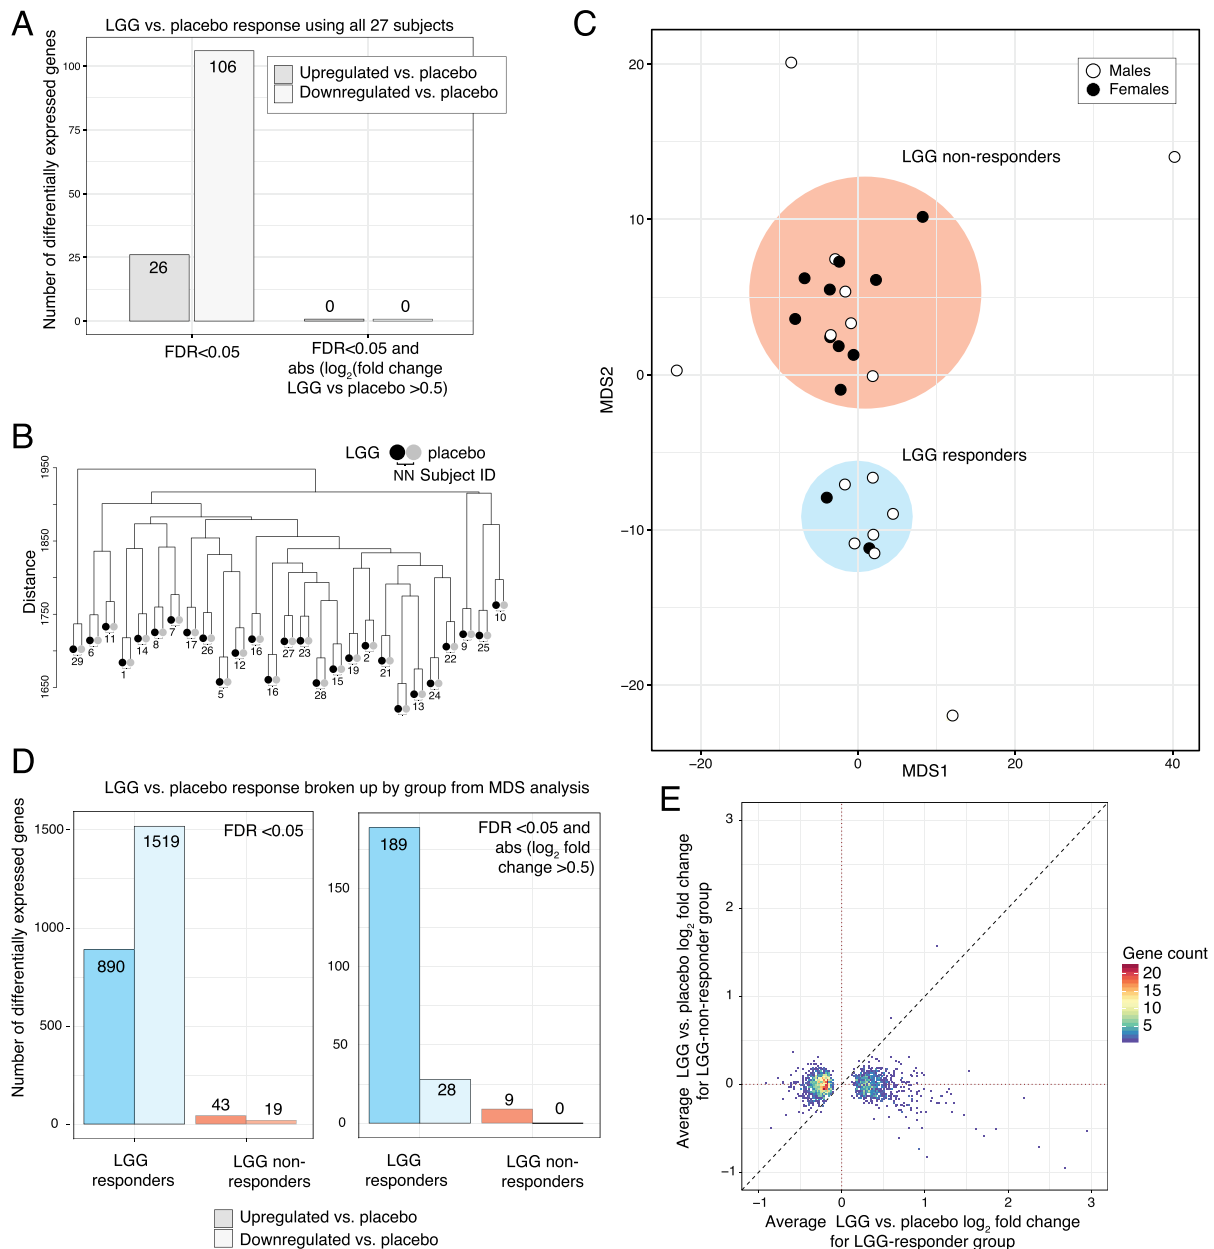 A
LGG vs. placebo response using all 27 subjects
Number of differentially expressed genes
100
75
50
25
0
26
106
0
0
Upregulated vs. placebo
Downregulated vs. placebo
FDR<0.05
FDR<0.05 and
abs (log2(fold change
LGG vs placebo >0.5)
B
LGG placebo
NN Subject ID
Distance
1950
1850
1750
1650
29
6
11
1
14
8
7
17
26
5
12
16
16
27
23
28
15
19
2
21
13
24
22
9
25
10
C
Males
Females
LGG non-responders
LGG responders
MDS2
20
10
0
−10
−20
−20
0
20
40
MDS1
D
LGG vs. placebo response broken up by group from MDS analysis
Number of differentially expressed genes
1500
1000
500
0
FDR <0.05
890
1519
43
19
LGG
responders
LGG non-
responders
FDR <0.05 and
abs (log2 fold
change >0.5)
150
100
50
0
189
28
9
0
LGG
responders
LGG non-
responders
Upregulated vs. placebo
Downregulated vs. placebo
E
Average LGG vs. placebo log2 fold change
for LGG-non-responder group
3
2
1
0
−1
−1
0
1
2
3
Average LGG vs. placebo log2 fold change
for LGG-responder group
Gene count
20
15
10
5